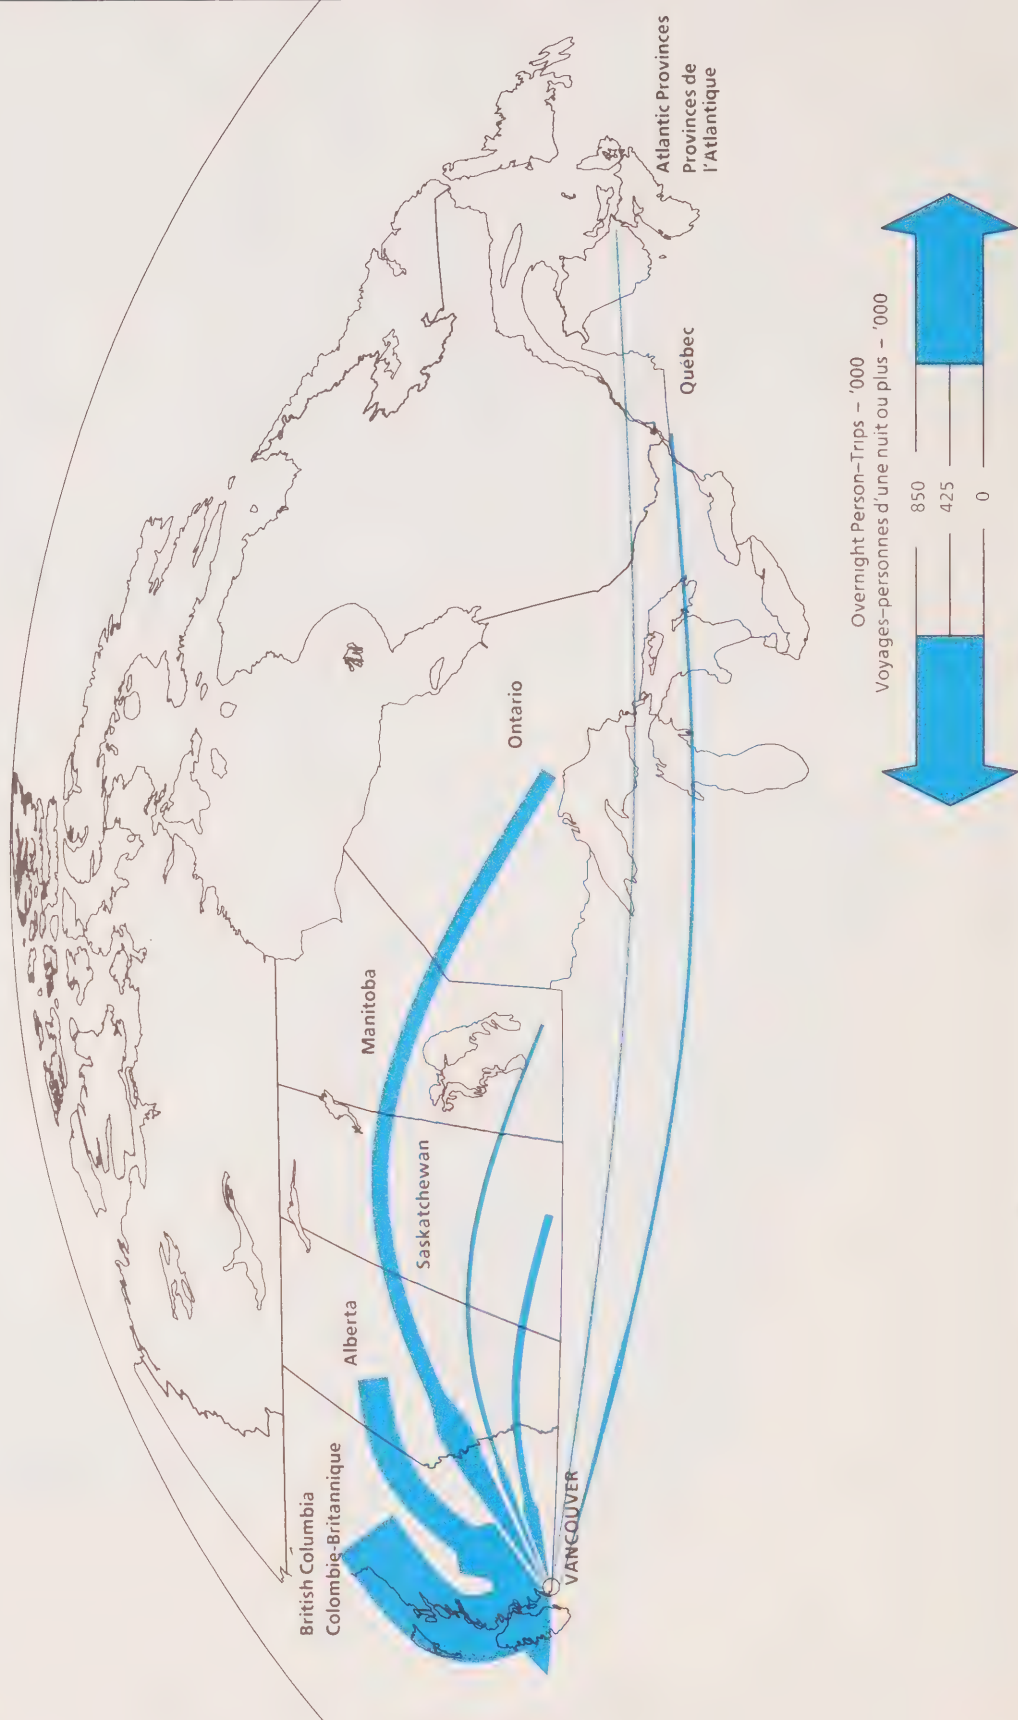 British Columbia
Colombie-Britannique
Alberta
Saskatchewan
Manitoba
Ontario
Québec
Atlantic Provinces
Provinces de
l'Atlantique
VANCOUVER
Overnight Person-Trips – '000
Voyages-personnes d'une nuit ou plus – '000
850
425
0